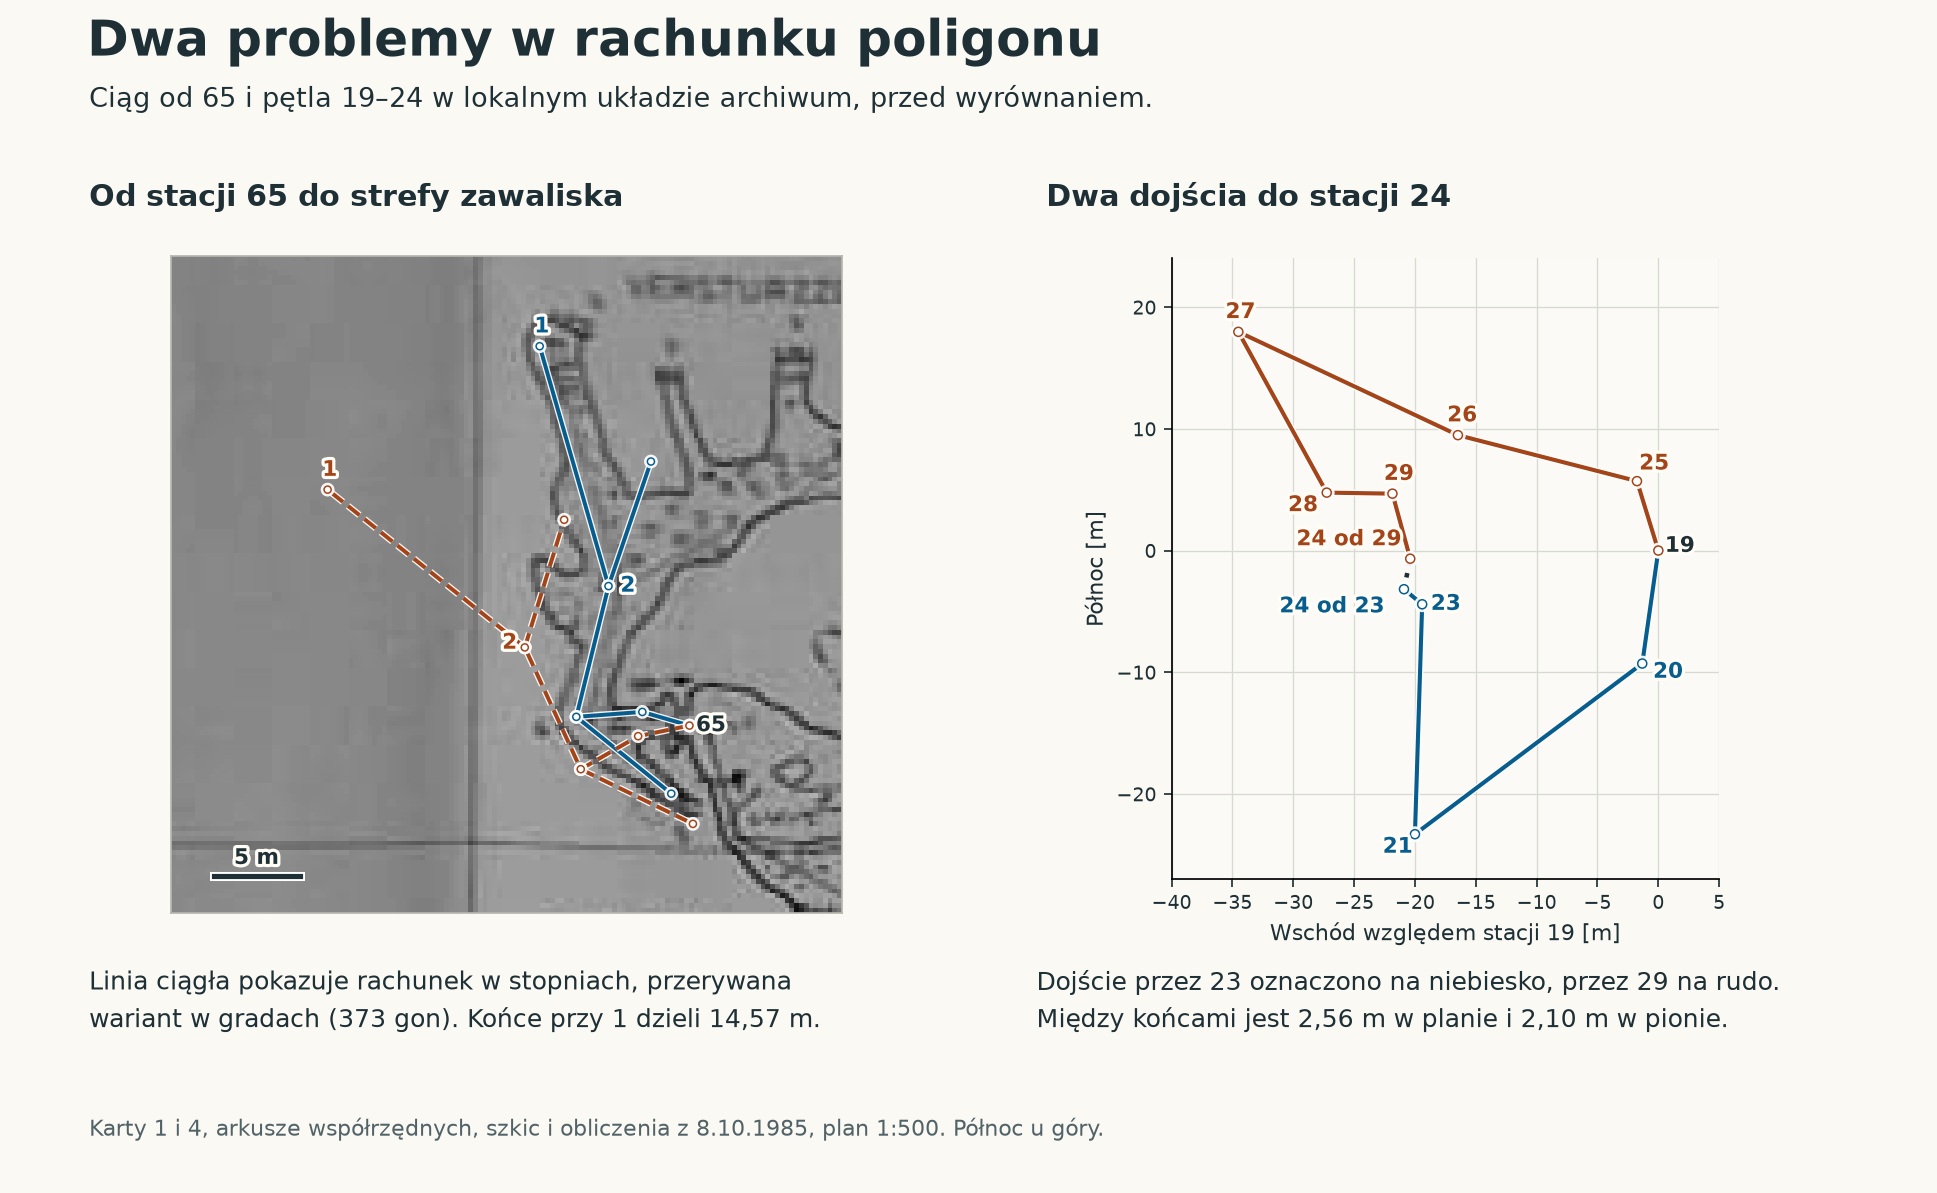 Dwa problemy w rachunku poligonu
Ciąg od 65 i pętla 19–24 w lokalnym układzie archiwum, przed wyrównaniem.
Od stacji 65 do strefy zawaliska
1
1
2
2
65
5 m
Linia ciągła pokazuje rachunek w stopniach, przerywana
wariant w gradach (373 gon). Końce przy 1 dzieli 14,57 m.
Dwa dojścia do stacji 24
Północ [m]
20
10
0
−10
−20
27
26
25
29
28
24 od 29
19
24 od 23
23
20
21
−40 −35 −30 −25 −20 −15 −10 −5 0 5
Wschód względem stacji 19 [m]
Dojście przez 23 oznaczono na niebiesko, przez 29 na rudo.
Między końcami jest 2,56 m w planie i 2,10 m w pionie.
Karty 1 i 4, arkusze współrzędnych, szkic i obliczenia z 8.10.1985, plan 1:500. Północ u góry.